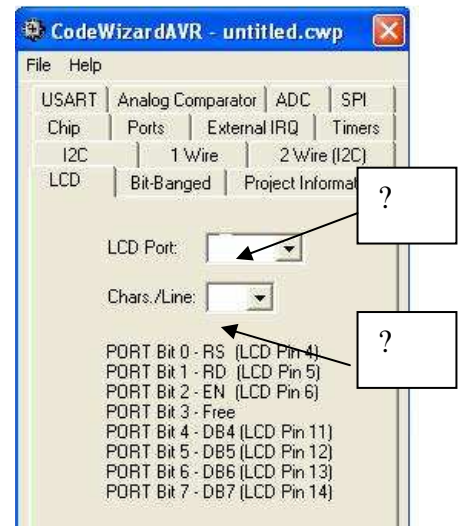 CodeWizardAVR - untitled.cwp
File Help
USART Analog Comparator ADC SPI
Chip Ports External IRQ Timers
I2C 1 Wire 2 Wire (I2C)
LCD Bit-Banged Project Informat
?
LCD Port:
Chars./Line:
?
PORT Bit 0 - RS (LCD Pin 4)
PORT Bit 1 - RD (LCD Pin 5)
PORT Bit 2 - EN (LCD Pin 6)
PORT Bit 3 - Free
PORT Bit 4 - DB4 (LCD Pin 11)
PORT Bit 5 - DB5 (LCD Pin 12)
PORT Bit 6 - DB6 (LCD Pin 13)
PORT Bit 7 - DB7 (LCD Pin 14)